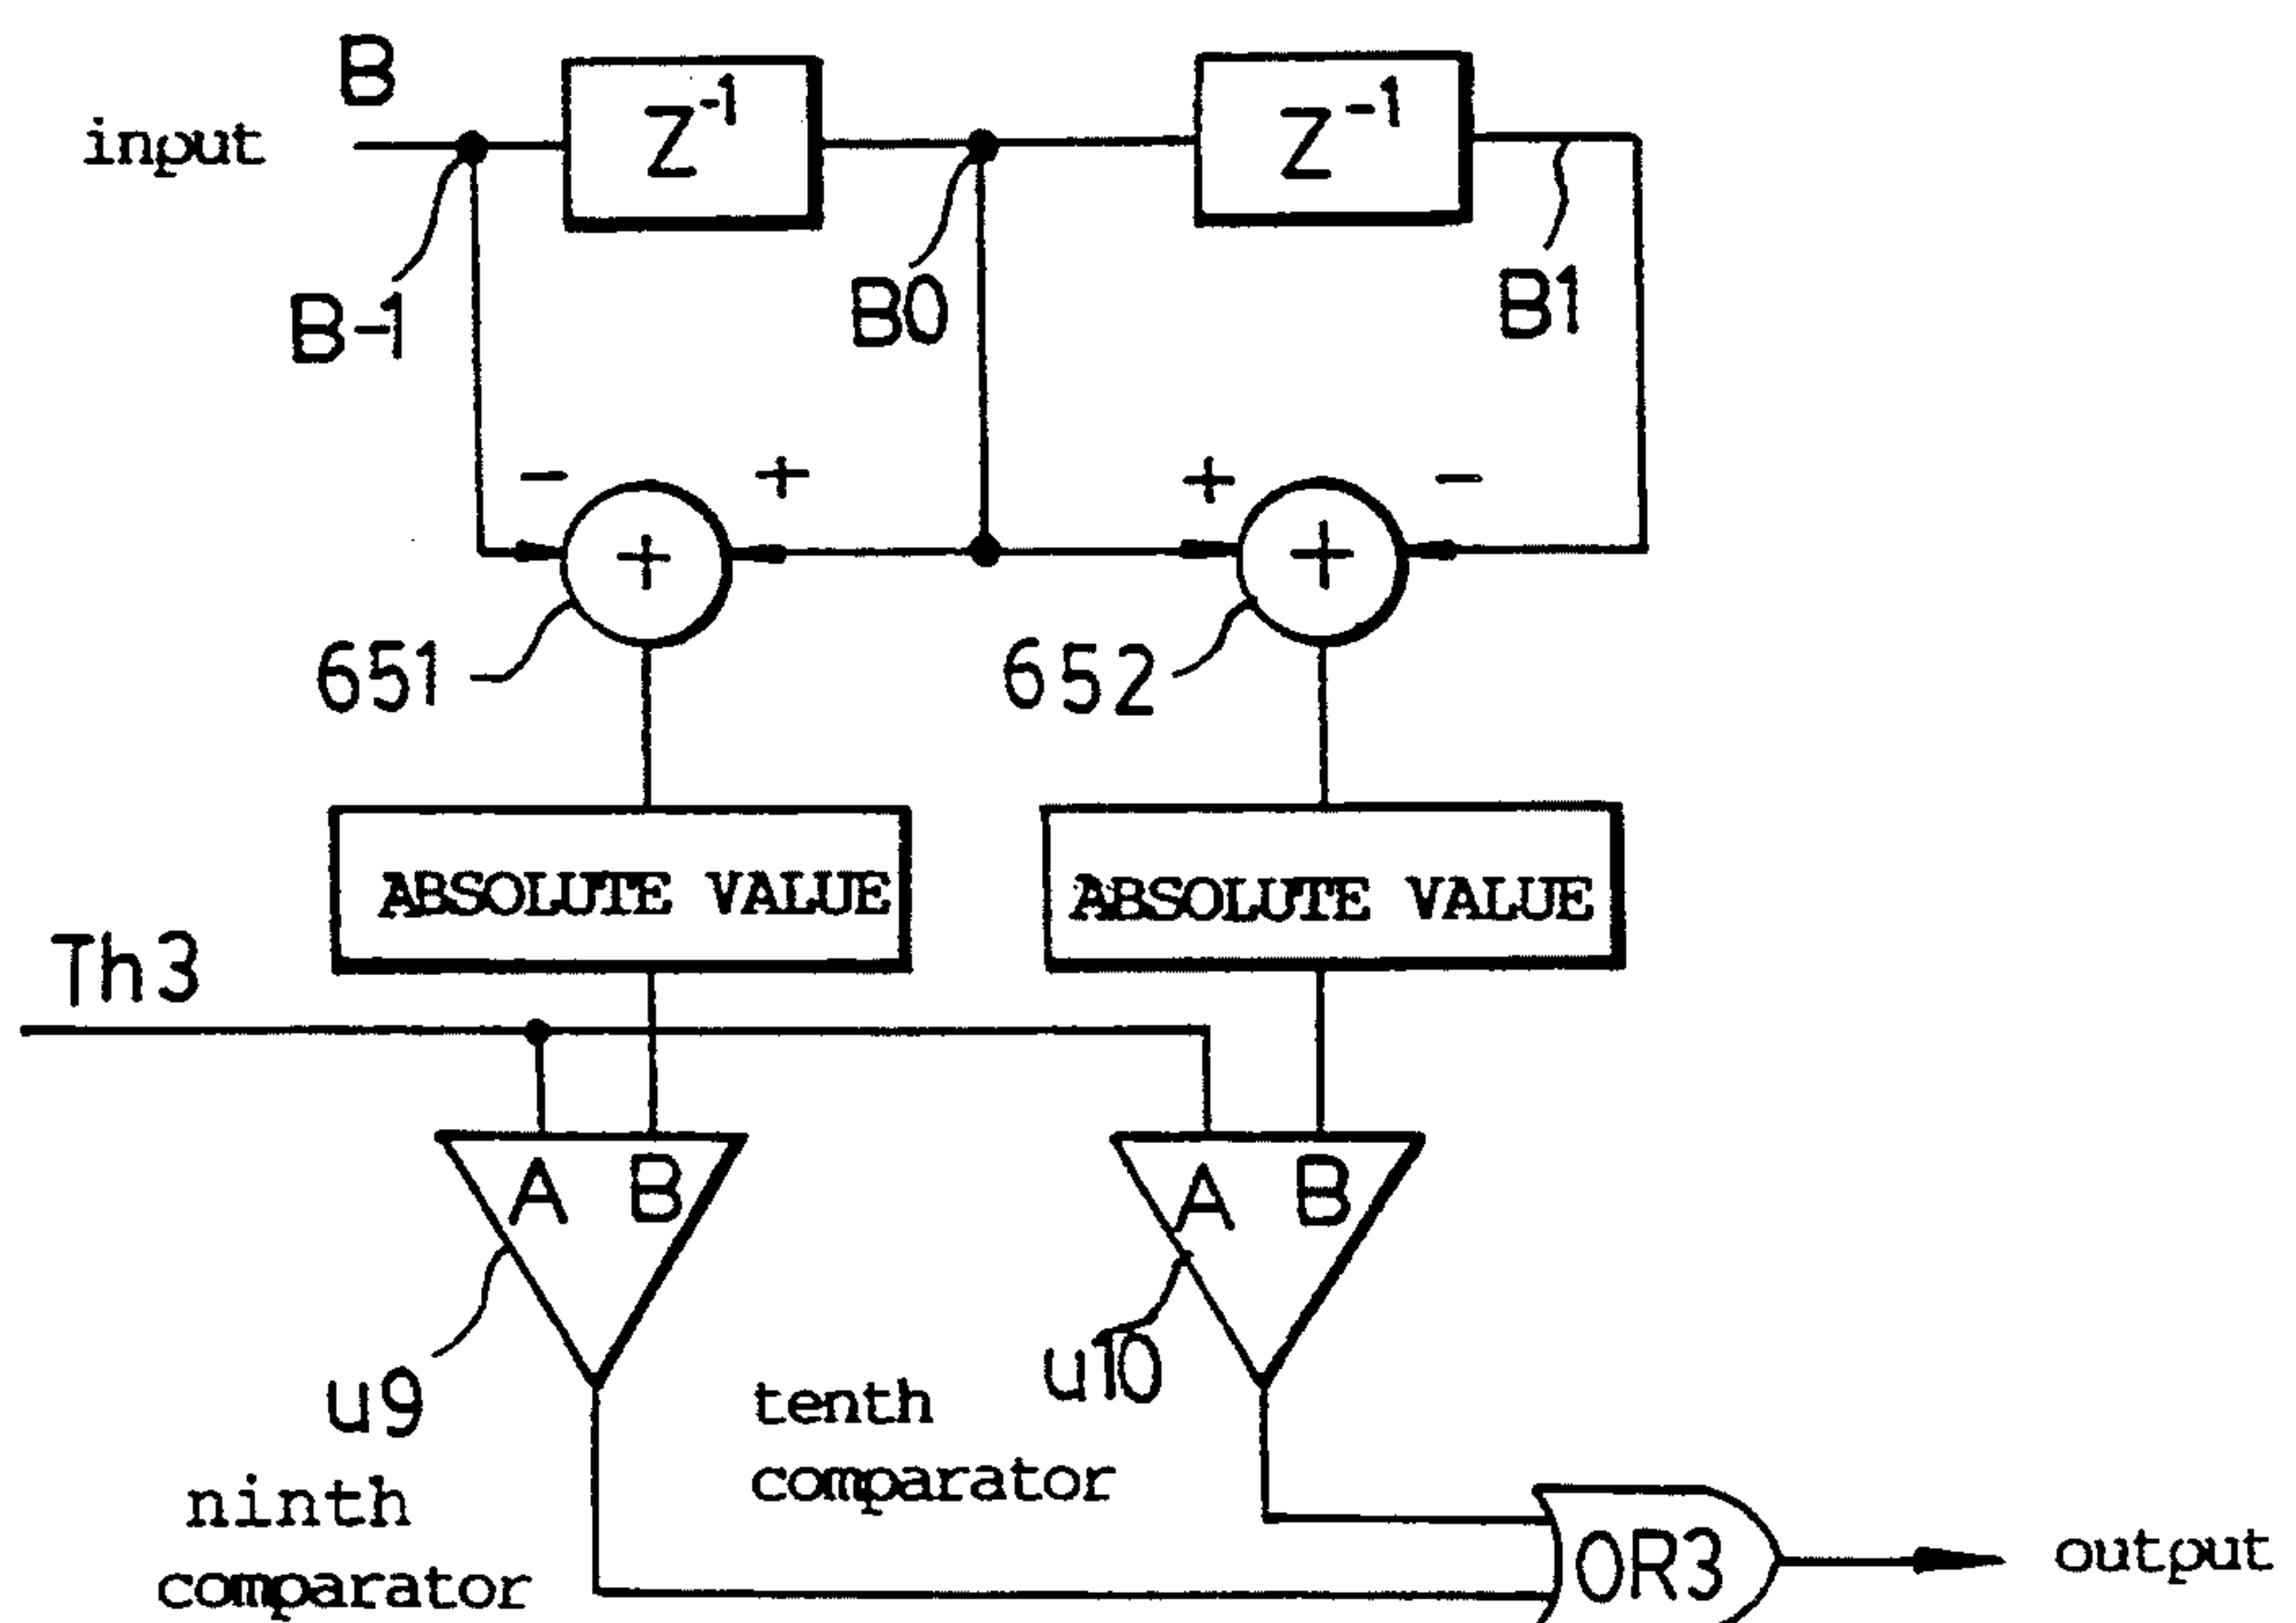 B
input
Z-1
Z-1
B-1
B0
B1
- +
+ -
+
+
651
652
ABSOLUTE VALUE
ABSOLUTE VALUE
Th3
A B
A B
u9
u10
ninth
comparator
tenth
comparator
OR3
output